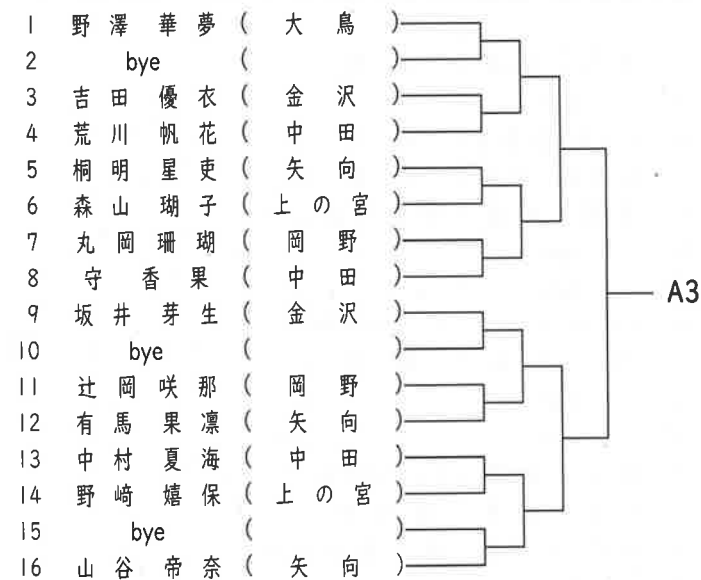 1 野澤 華夢 ( 大鳥 )
2 bye ( )
3 吉田 優衣 ( 金沢 )
4 荒川 帆花 ( 中田 )
5 桐明 星吏 ( 矢向 )
6 森山 瑚子 ( 上の宮 )
7 丸岡 珊瑚 ( 岡野 )
8 守 香果 ( 中田 )
9 坂井 芽生 ( 金沢 )
A3
10 bye ( )
11 辻岡 咲那 ( 岡野 )
12 有馬 果凛 ( 矢向 )
13 中村 夏海 ( 中田 )
14 野﨑 嬉保 ( 上の宮 )
15 bye ( )
16 山谷 帝奈 ( 矢向 )